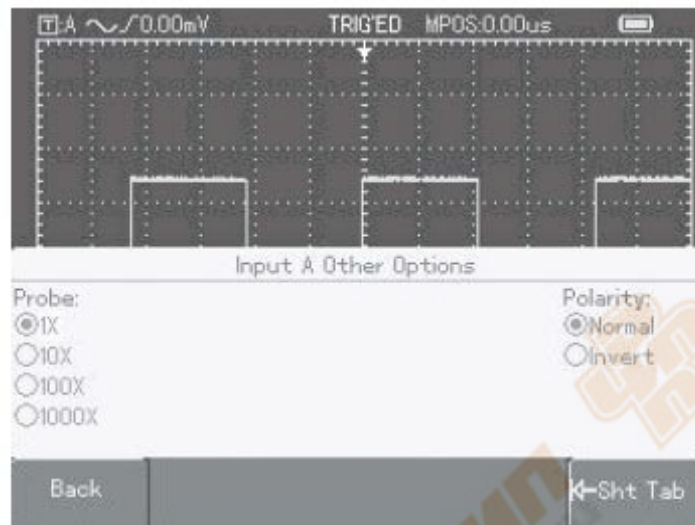 T:A 0.00mV TRIG'ED MPOS:0.00us
Input A Other Options
Probe: Polarity:
1X Normal
10X Invert
100X
1000X
Back Sht Tab